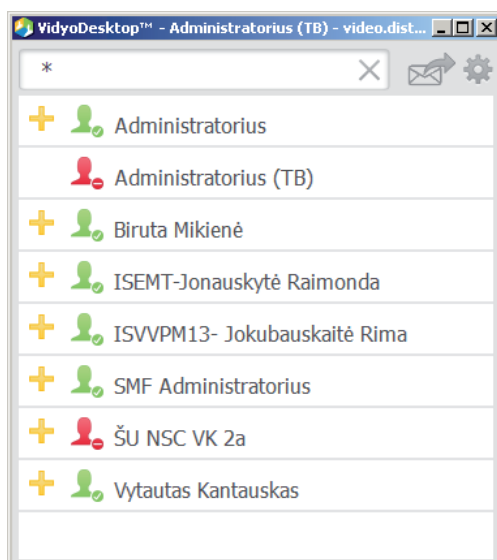 VidyoDesktop™ - Administratorius (TB) - video.dist...
*
Administratorius
Administratorius (TB)
Biruta Mikienė
ISEMT-Jonauskytė Raimonda
ISVVPM13- Jokubauskaitė Rima
SMF Administratorius
ŠU NSC VK 2a
Vytautas Kantauskas